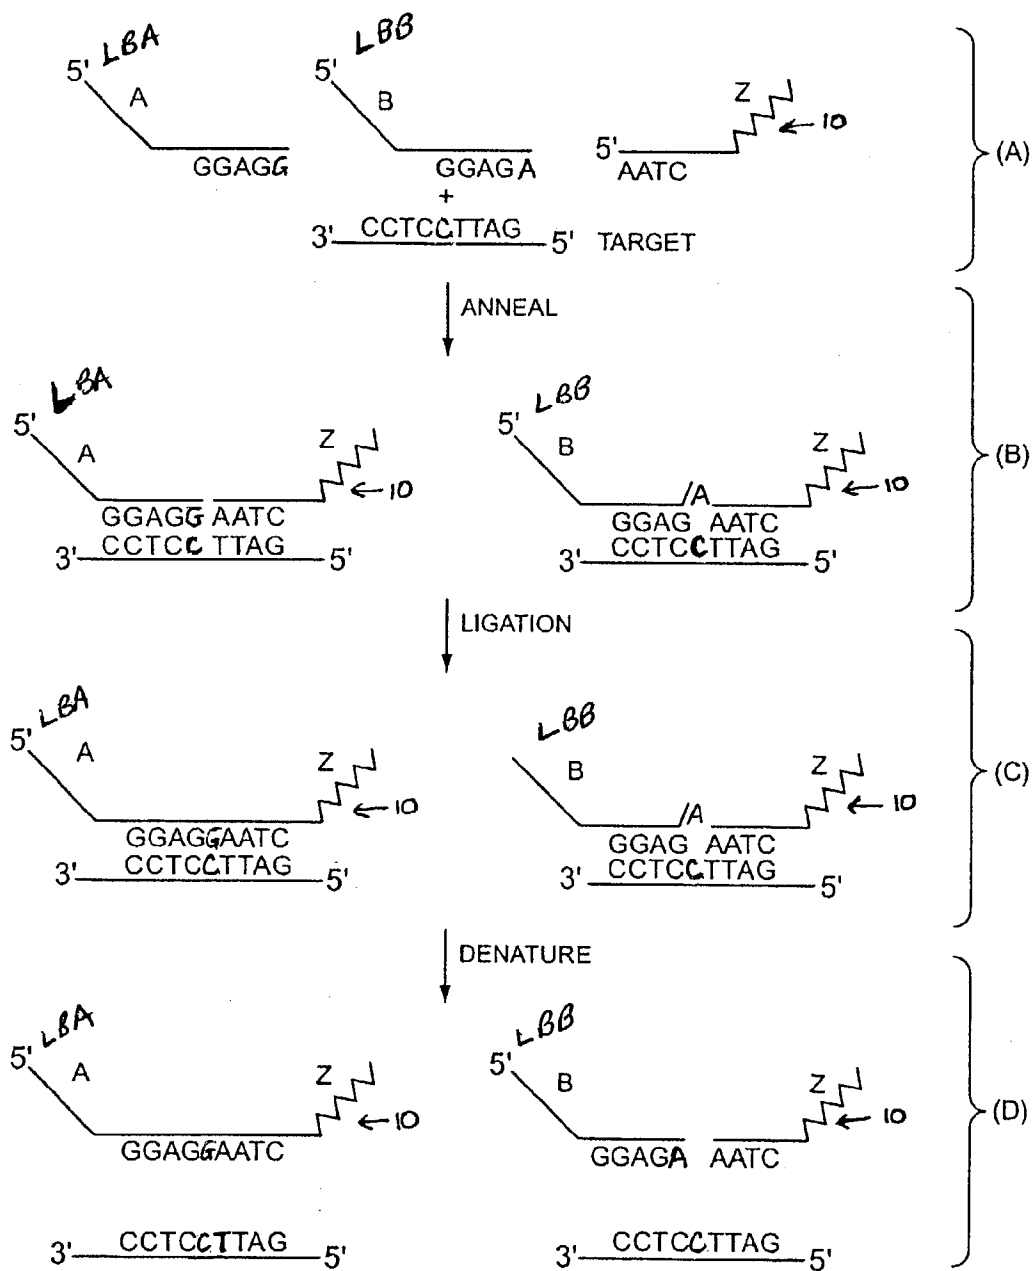 LBA LBB
5' 5'
A B Z
← 10
5'
GGAGG GGAGA AATC
(A)
+
CCTCCTTAG
3' 5' TARGET
ANNEAL
LBA LBB
5' 5'
A Z B Z
← 10 ← 10
(B)
/A
GGAGG AATC GGAG AATC
CCTCC TTAG CCTCCTTAG
3' 5' 3' 5'
LIGATION
LBA LBB
5'
A Z B Z
← 10 ← 10
(C)
/A
GGAGGAATC GGAG AATC
CCTCCTTAG CCTCCTTAG
3' 5' 3' 5'
DENATURE
LBA LBB
5' 5'
A Z B Z
← 10 ← 10
(D)
GGAGGAATC GGAGA AATC
CCTCCTTAG CCTCCTTAG
3' 5' 3' 5'